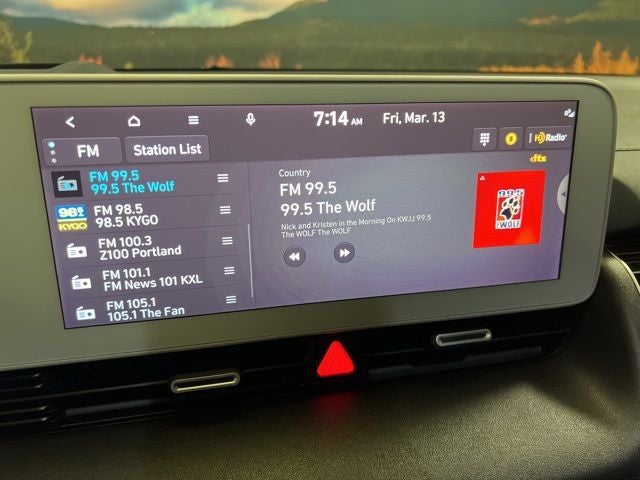 7:14 AM Fri, Mar. 13
FM Station List
HD Radio
dts
FM 99.5
99.5 The Wolf
98.5
KYGO
FM 98.5
98.5 KYGO
FM 100.3
Z100 Portland
FM 101.1
FM News 101 KXL
FM 105.1
105.1 The Fan
Country
FM 99.5
99.5 The Wolf
Nick and Kristen in the Morning On KWJJ 99.5
The WOLF The WOLF
99.5
THE WOLF